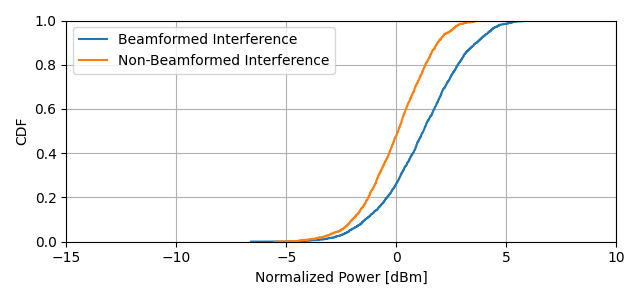 1.0
0.8
0.6
0.4
0.2
0.0
CDF
Beamformed Interference
Non-Beamformed Interference
−15 −10 −5 0 5 10
Normalized Power [dBm]